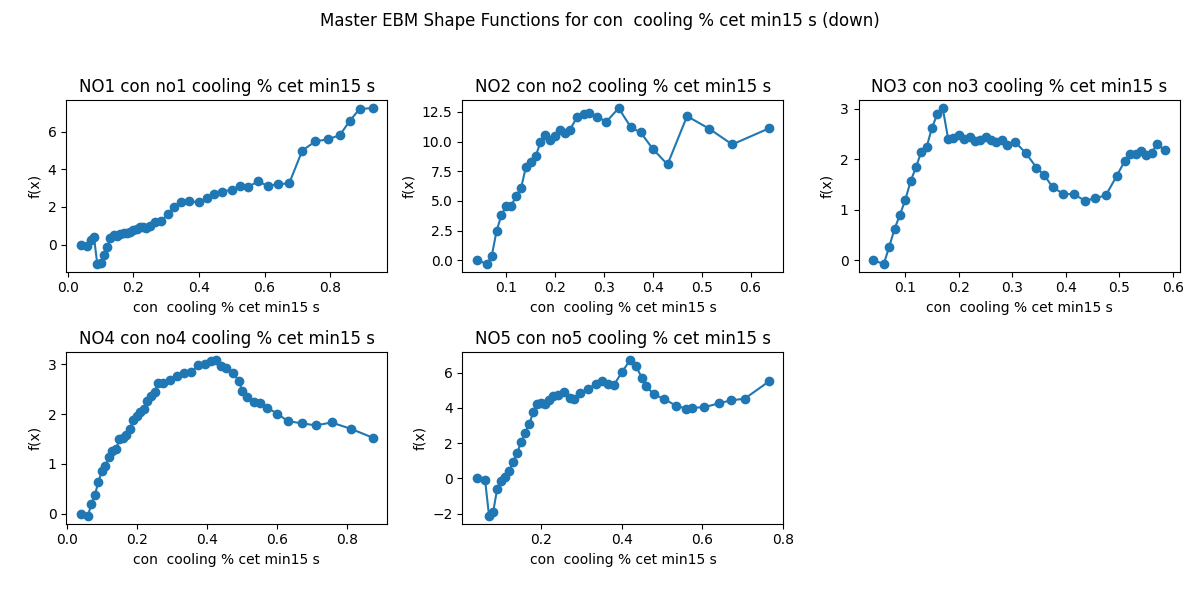 Master EBM Shape Functions for con  cooling % cet min15 s (down)
NO1 con no1 cooling % cet min15 s
NO2 con no2 cooling % cet min15 s
NO3 con no3 cooling % cet min15 s
f(x)
6
4
2
0
0.0 0.2 0.4 0.6 0.8
con  cooling % cet min15 s
f(x)
12.5
10.0
7.5
5.0
2.5
0.0
0.1 0.2 0.3 0.4 0.5 0.6
con  cooling % cet min15 s
f(x)
3
2
1
0
0.1 0.2 0.3 0.4 0.5 0.6
con  cooling % cet min15 s
NO4 con no4 cooling % cet min15 s
NO5 con no5 cooling % cet min15 s
f(x)
3
2
1
0
0.0 0.2 0.4 0.6 0.8
con  cooling % cet min15 s
f(x)
6
4
2
0
−2
0.2 0.4 0.6 0.8
con  cooling % cet min15 s